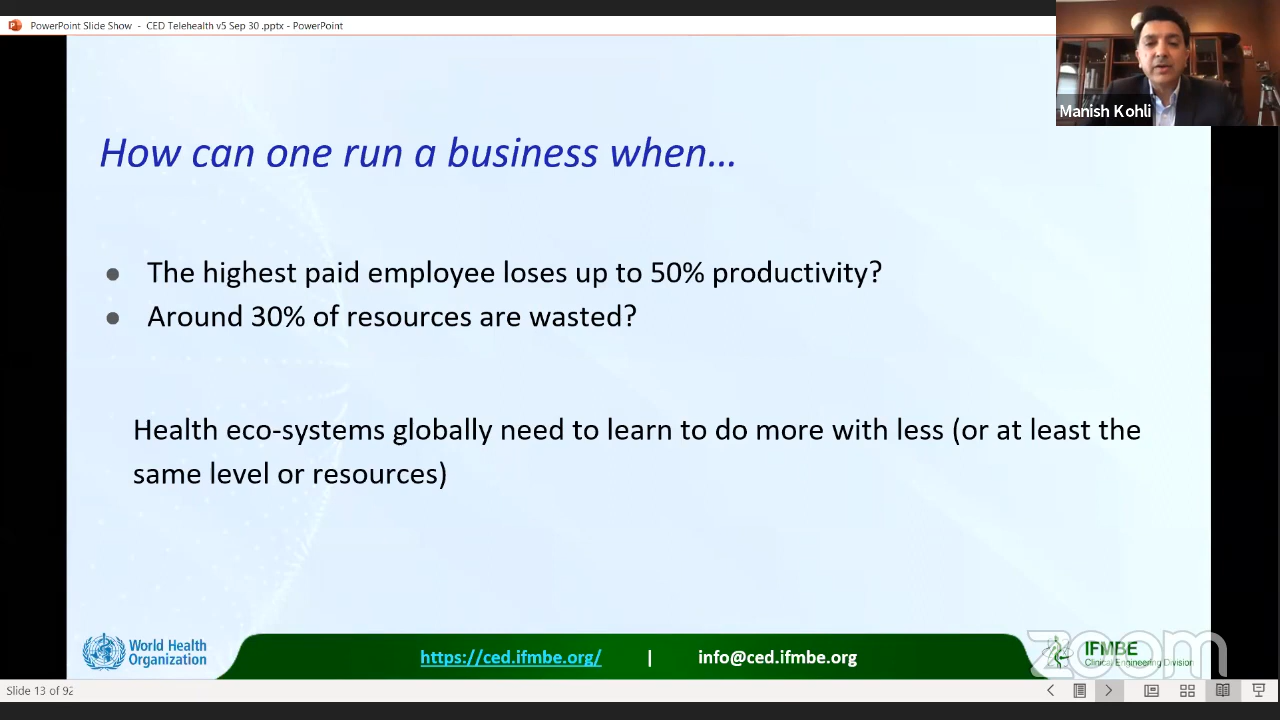 PowerPoint Slide Show - CED Telehealth v5 Sep 30 .pptx - PowerPoint
Manish Kohli
How can one run a business when...
The highest paid employee loses up to 50% productivity?
Around 30% of resources are wasted?
Health eco-systems globally need to learn to do more with less (or at least the
same level or resources)
World Health
Organization
https://ced.ifmbe.org/ | info@ced.ifmbe.org
IFMBE
Clinical Engineering Division
zoom
Slide 13 of 92